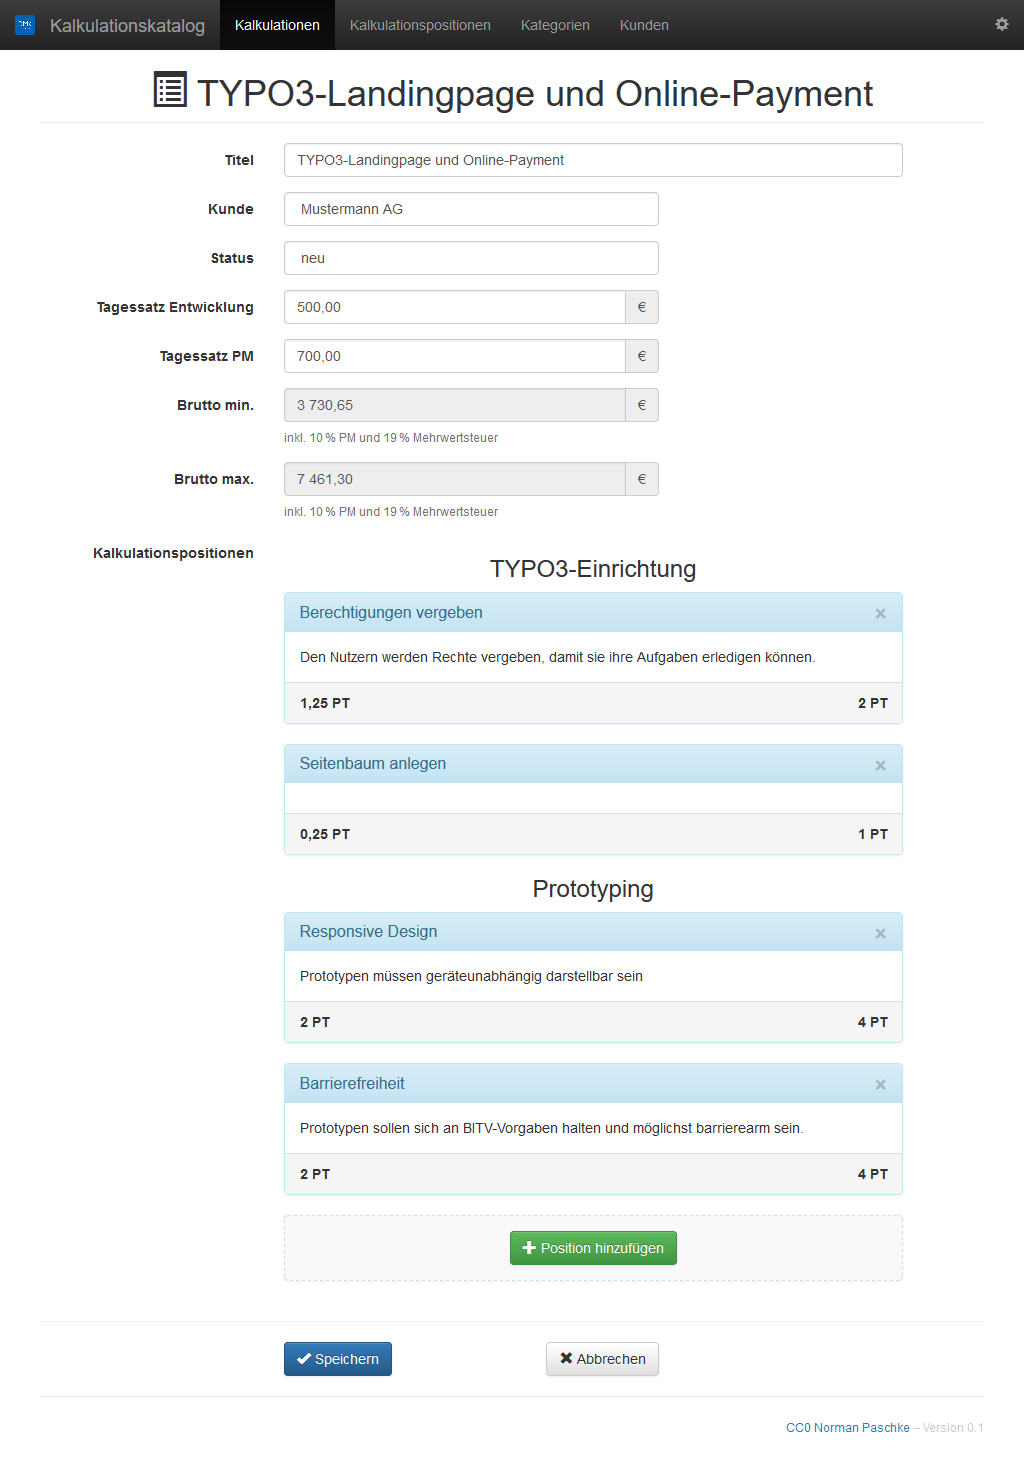 Kalkulationskatalog Kalkulationen Kalkulationspositionen Kategorien Kunden
TYPO3-Landingpage und Online-Payment
Titel TYPO3-Landingpage und Online-Payment
Kunde Mustermann AG
Status neu
Tagessatz Entwicklung 500,00 €
Tagessatz PM 700,00 €
Brutto min. 3 730,65 €
inkl. 10 % PM und 19 % Mehrwertsteuer
Brutto max. 7 461,30 €
inkl. 10 % PM und 19 % Mehrwertsteuer
Kalkulationspositionen
TYPO3-Einrichtung
Berechtigungen vergeben ×
Den Nutzern werden Rechte vergeben, damit sie ihre Aufgaben erledigen können.
1,25 PT 2 PT
Seitenbaum anlegen ×
0,25 PT 1 PT
Prototyping
Responsive Design ×
Prototypen müssen geräteunabhängig darstellbar sein
2 PT 4 PT
Barrierefreiheit ×
Prototypen sollen sich an BITV-Vorgaben halten und möglichst barrierearm sein.
2 PT 4 PT
Position hinzufügen
Speichern Abbrechen
CC0 Norman Paschke – Version 0.1